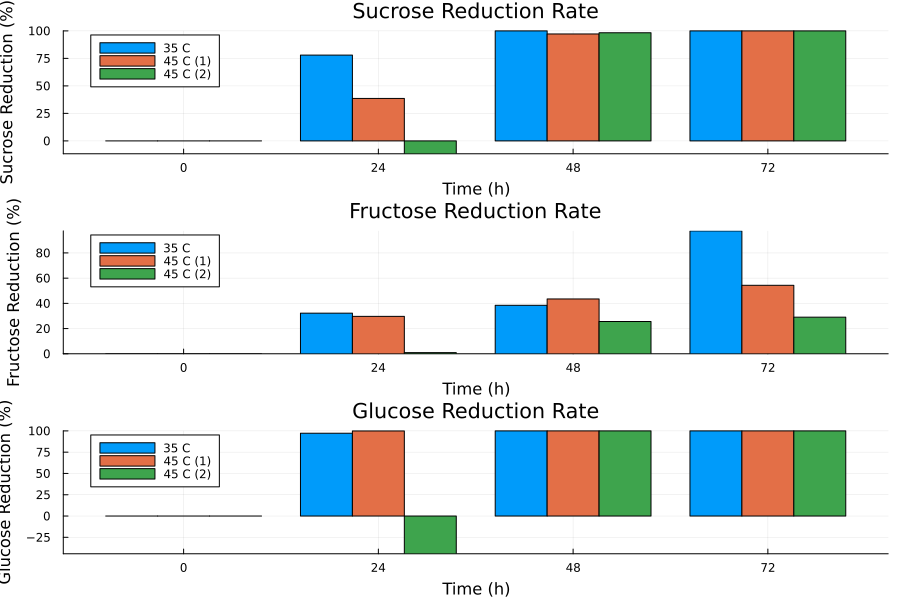 Sucrose Reduction Rate
Sucrose Reduction (%)
100
75
50
25
0
35 C
45 C (1)
45 C (2)
0 24 48 72
Time (h)
Fructose Reduction Rate
Fructose Reduction (%)
80
60
40
20
0
35 C
45 C (1)
45 C (2)
0 24 48 72
Time (h)
Glucose Reduction Rate
Glucose Reduction (%)
100
75
50
25
0
−25
35 C
45 C (1)
45 C (2)
0 24 48 72
Time (h)